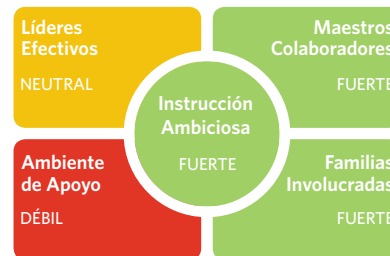 Líderes
Efectivos
NEUTRAL
Maestros
Colaboradores
FUERTE
Instrucción
Ambiciosa
FUERTE
Ambiente
de Apoyo
DÉBIL
Familias
Involucradas
FUERTE